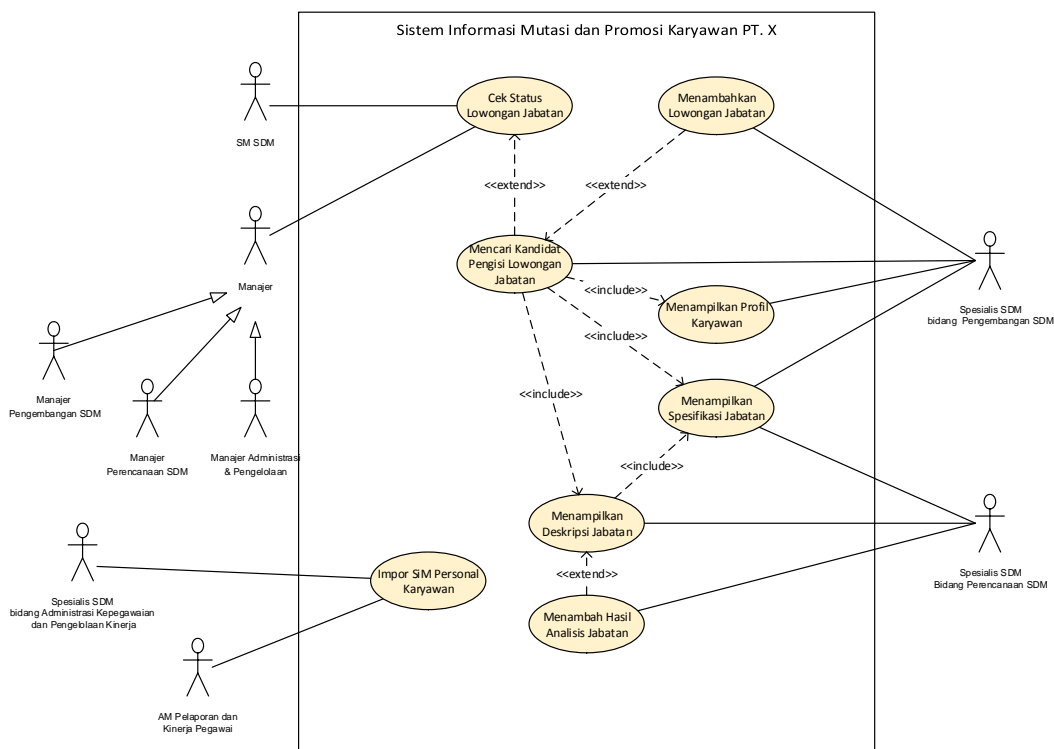 Sistem Informasi Mutasi dan Promosi Karyawan PT. X
SM SDM
Cek Status
Lowongan Jabatan
Menambahkan
Lowongan Jabatan
<<extend>>
<<extend>>
Manajer
Mencari Kandidat
Pengisi Lowongan
Jabatan
<<include>>
Menampilkan Profil
Karyawan
Spesialis SDM
bidang Pengembangan SDM
<<include>>
Manajer
Pengembangan SDM
Manajer
Perencanaan SDM
Manajer Administrasi
& Pengelolaan
<<include>>
Menampilkan
Spesifikasi Jabatan
<<include>>
Menampilkan
Deskripsi Jabatan
Spesialis SDM
Bidang Perencanaan SDM
<<extend>>
Menambah Hasil
Analisis Jabatan
Impor SiM Personal
Karyawan
Spesialis SDM
bidang Administrasi Kepegawaian
dan Pengelolaan Kinerja
AM Pelaporan dan
Kinerja Pegawai